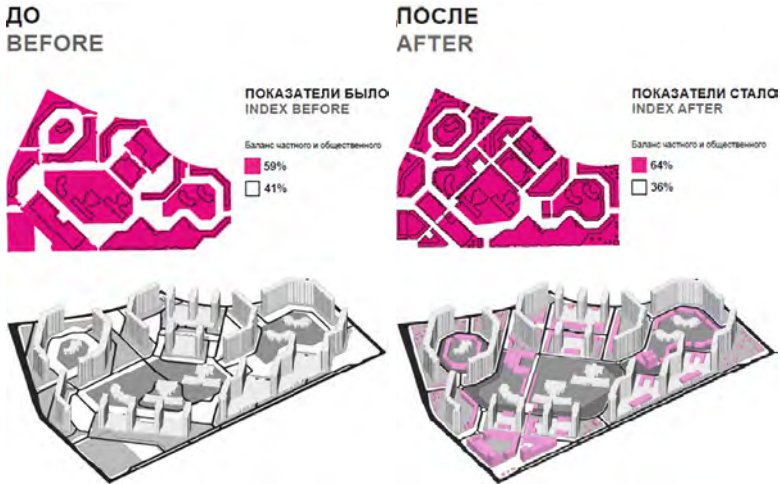 ДО
BEFORE
ПОКАЗАТЕЛИ БЫЛО
INDEX BEFORE
Баланс частного и общественного
59%
41%
ПОСЛЕ
AFTER
ПОКАЗАТЕЛИ СТАЛО
INDEX AFTER
Баланс частного и общественного
64%
36%